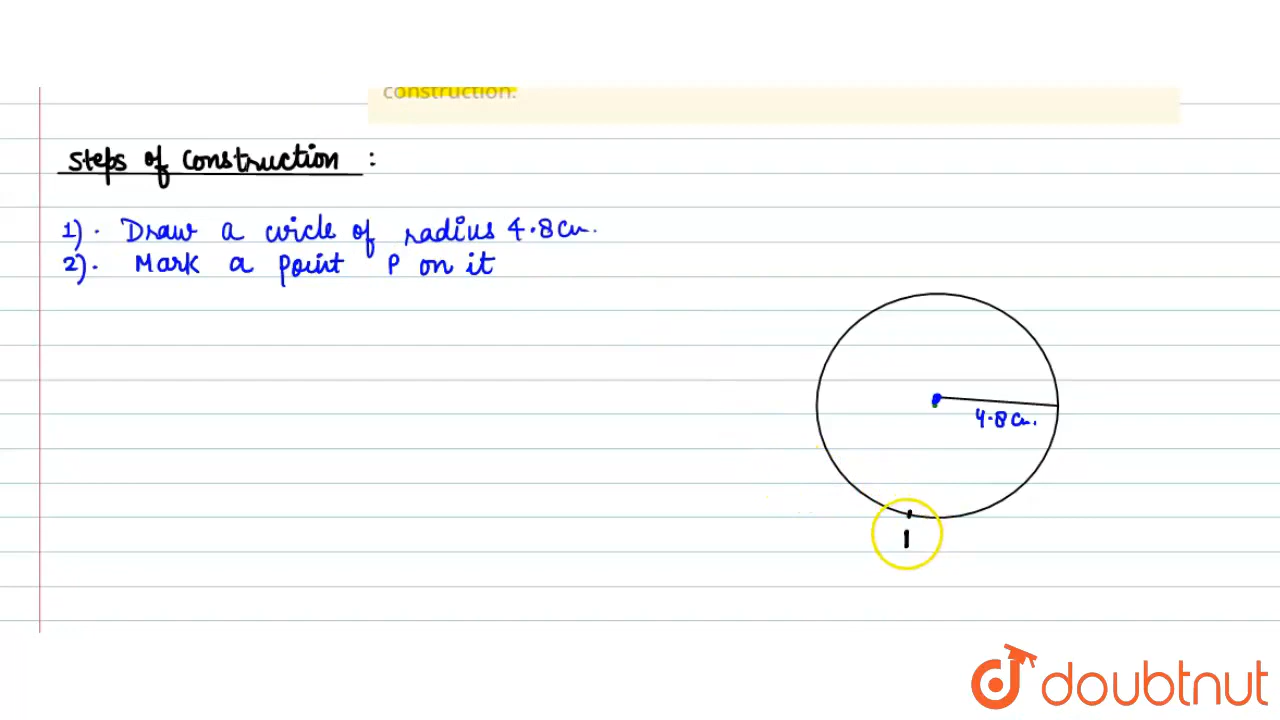 construction.
Steps of construction :
1). Draw a circle of radius 4.8cm.
2). Mark a point P on it
4.8cm.
doubtnut